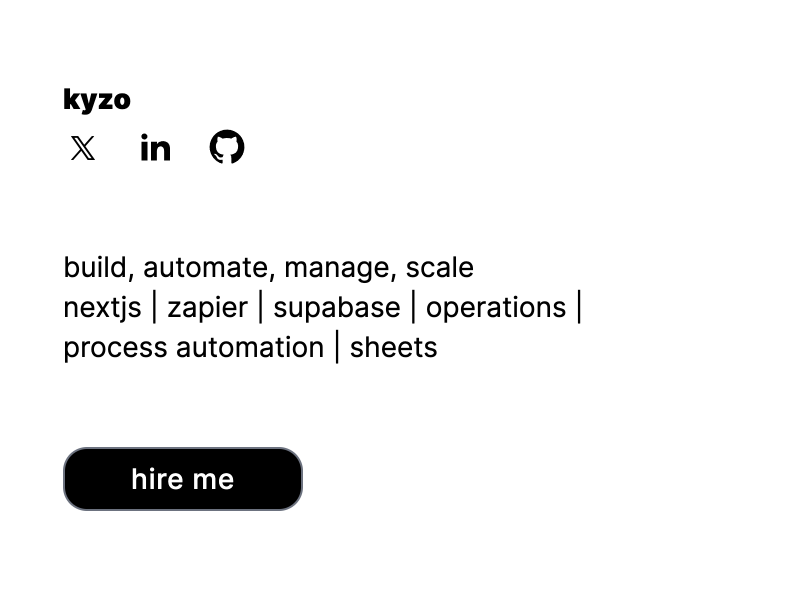 kyzo
𝕏 in
build, automate, manage, scale
nextjs | zapier | supabase | operations |
process automation | sheets
hire me